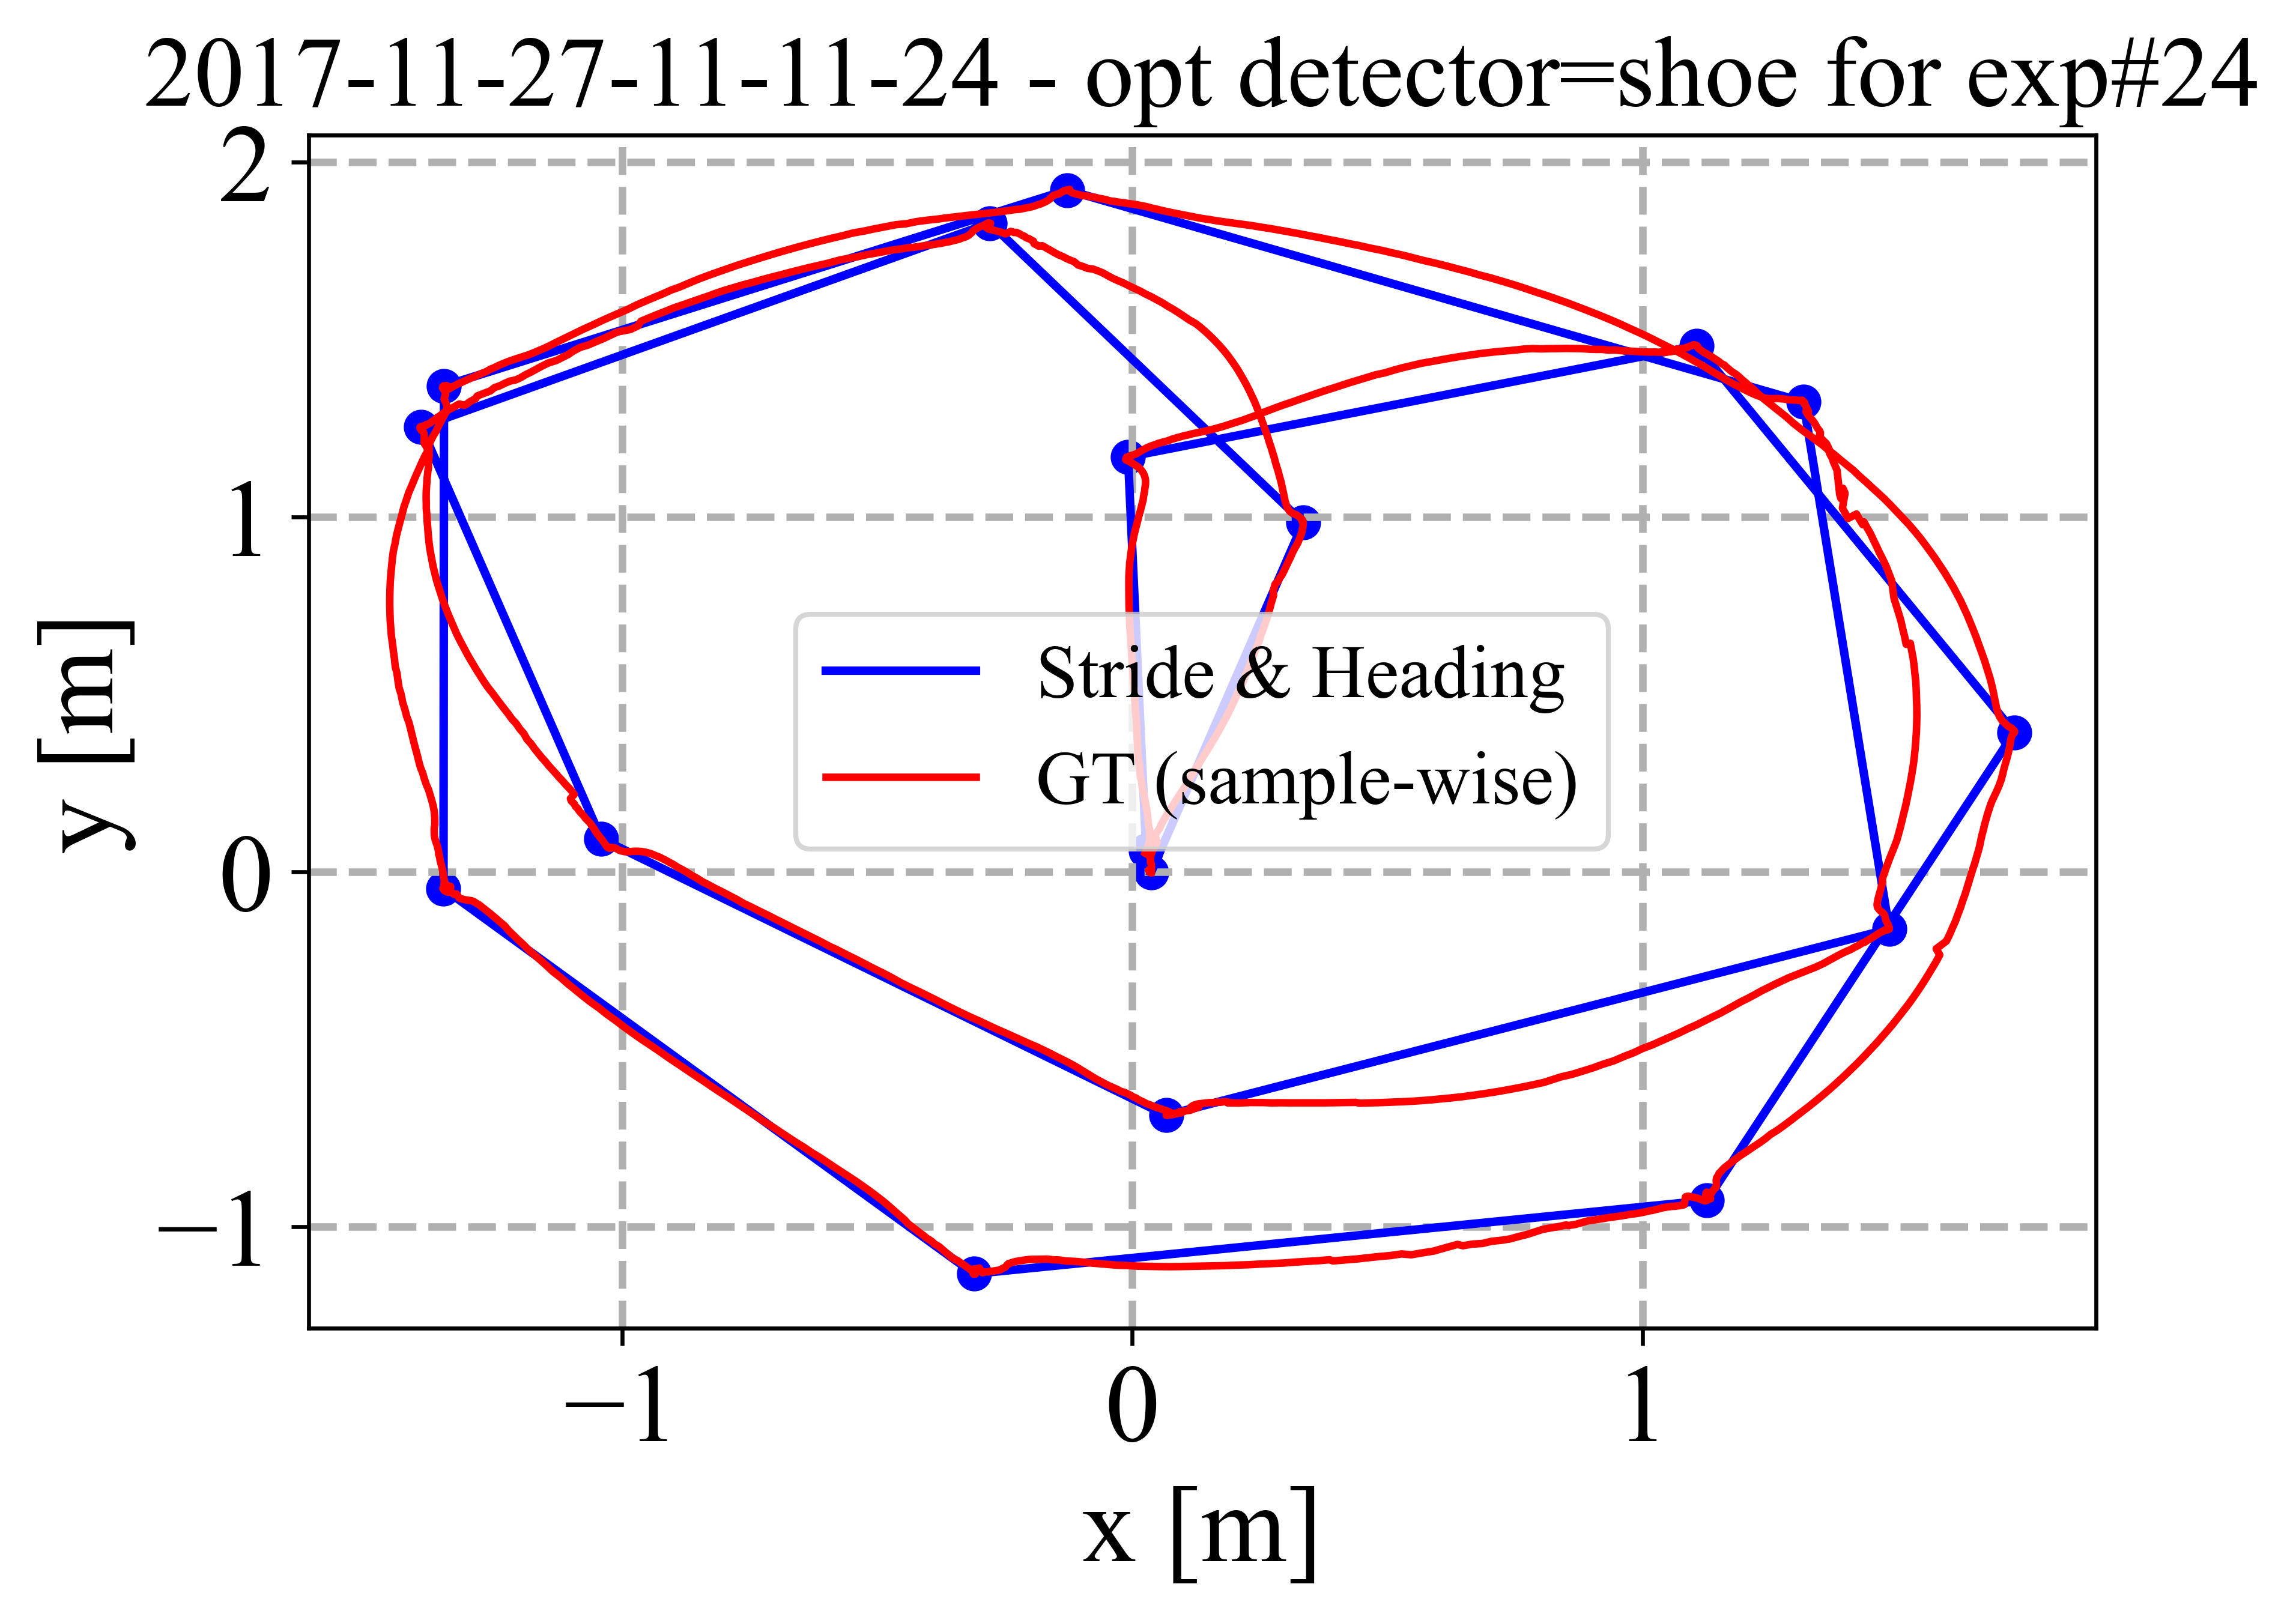 2017-11-27-11-11-24 - opt detector=shoe for exp#24
2
1
0
−1
y [m]
Stride & Heading
GT (sample-wise)
−1 0 1
x [m]